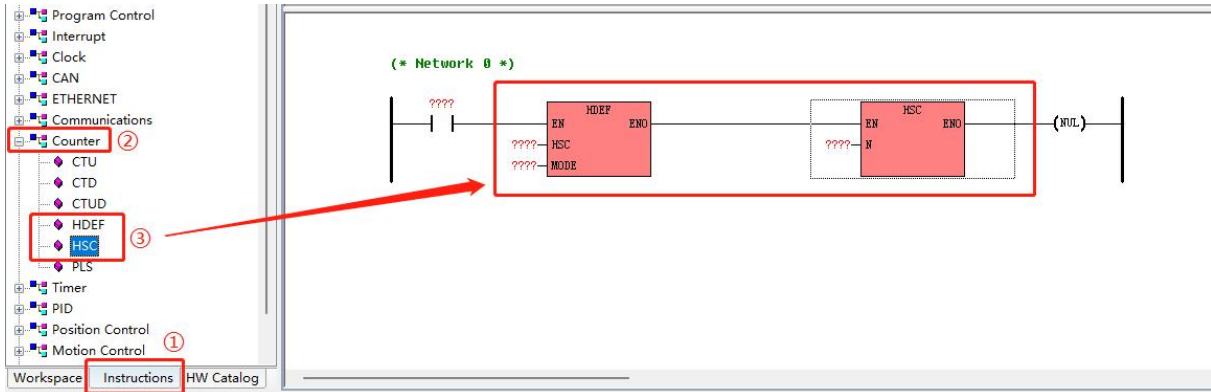 Program Control
Interrupt
Clock
CAN
ETHERNET
Communications
Counter ②
CTU
CTD
CTUD
HDEF
HSC ③
PLS
Timer
PID
Position Control
Motion Control ①
Workspace Instructions HW Catalog
(* Network 0 *)
????
HDEF
EN ENO
????— HSC
????— MODE
HSC
EN ENO
????— N
(NUL)